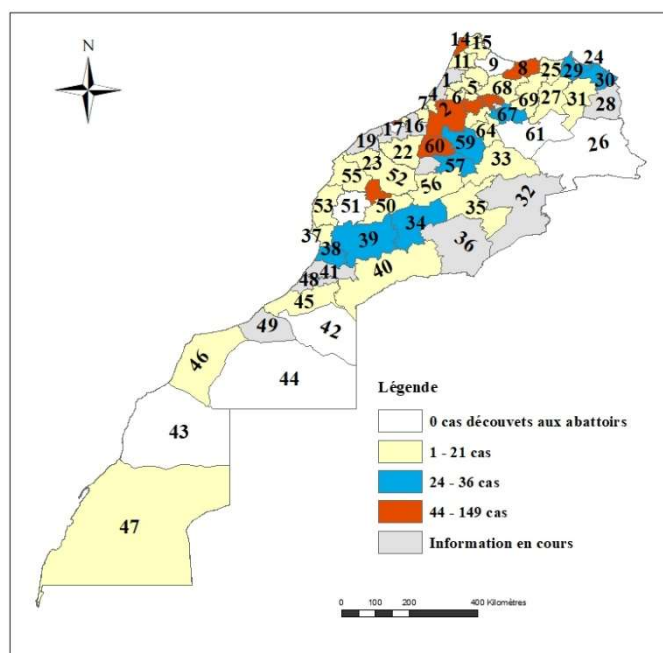 N
14 15
24
11 9 8 25 29
1 5 68 30
4 6 69 27 31 28
7 2 67
17 16 64 61 26
19 60 59
22 57 33
23
55 52 56
51 50 32
53 35
34
37 39 36
38
41 40
48
45
49 42
46
44
43
47
Légende
0 cas découvets aux abattoirs
1 - 21 cas
24 - 36 cas
44 - 149 cas
Information en cours
0 100 200 400 Kilomètres